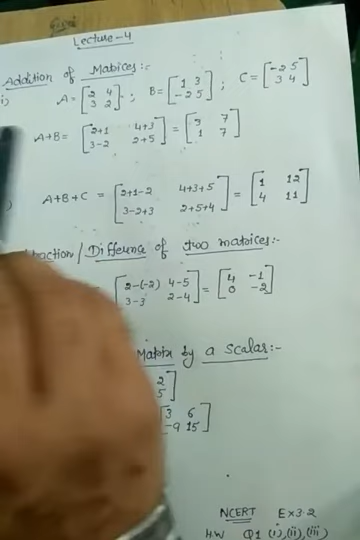 Lecture-4
Addition of Matrices:-
i) A = [2 4; 3 2]; B = [1 3; -2 5]; C = [-2 5; 3 4]
A+B = [2+1 4+3; 3-2 2+5] = [3 7; 1 7]
) A+B+C = [2+1-2 4+3+5; 3-2+3 2+5+4] = [1 12; 4 11]
traction / Difference of two matrices:-
= [2-(-2) 4-5; 3-3 2-4] = [4 -1; 0 -2]
Matrix by a Scalar:-
2
5
[3 6; -9 15]
NCERT Ex 3.2
H.W Q1 (i),(ii),(iii)